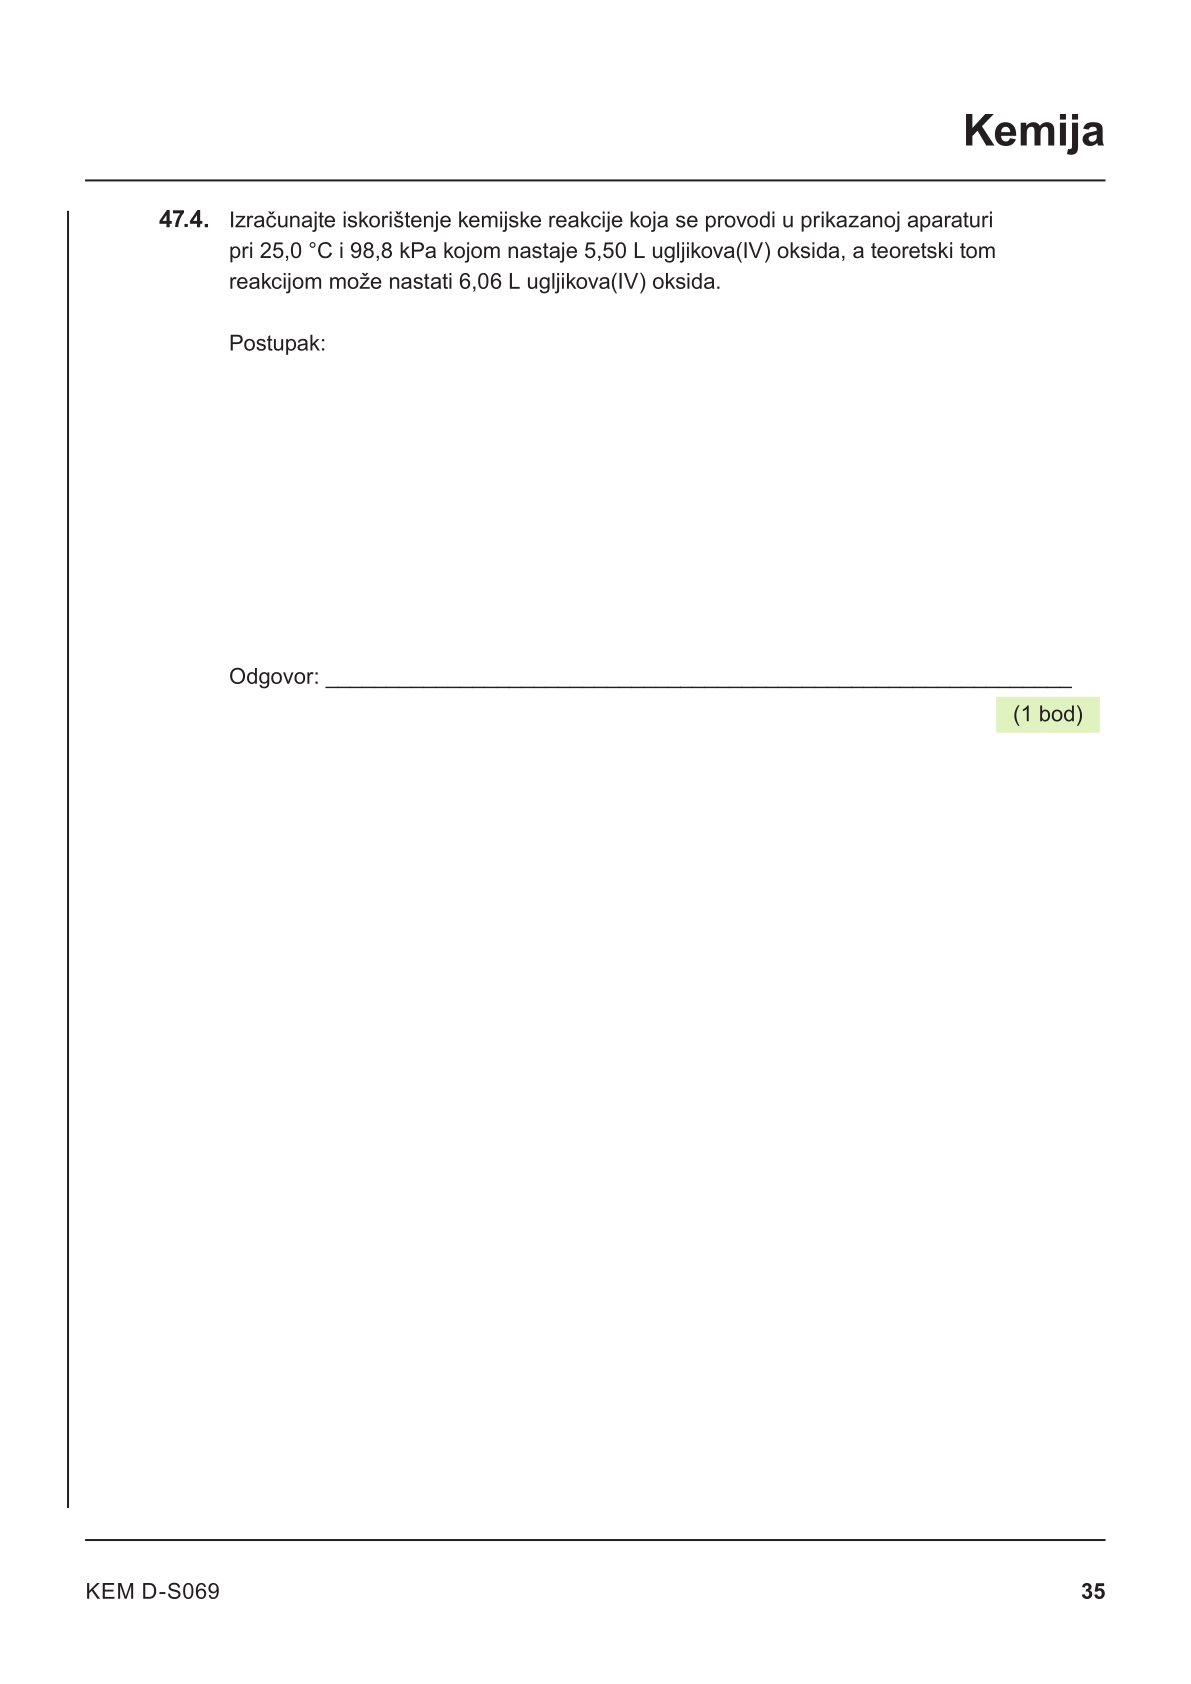 Kemija
47.4. Izračunajte iskorištenje kemijske reakcije koja se provodi u prikazanoj aparaturi
pri 25,0 °C i 98,8 kPa kojom nastaje 5,50 L ugljikova(IV) oksida, a teoretski tom
reakcijom može nastati 6,06 L ugljikova(IV) oksida.
Postupak:
Odgovor: ______________________________________________________________
(1 bod)
KEM D-S069
35